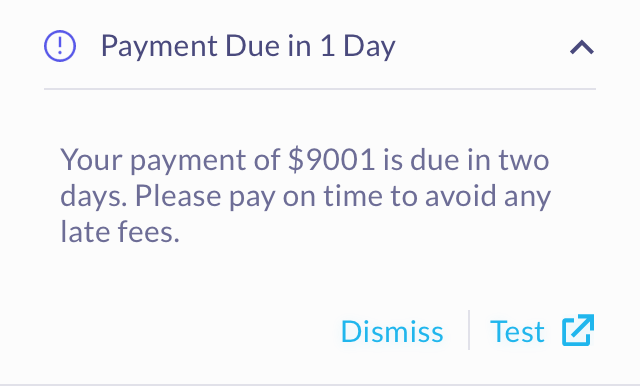 Payment Due in 1 Day
Your payment of $9001 is due in two
days. Please pay on time to avoid any
late fees.
Dismiss
Test